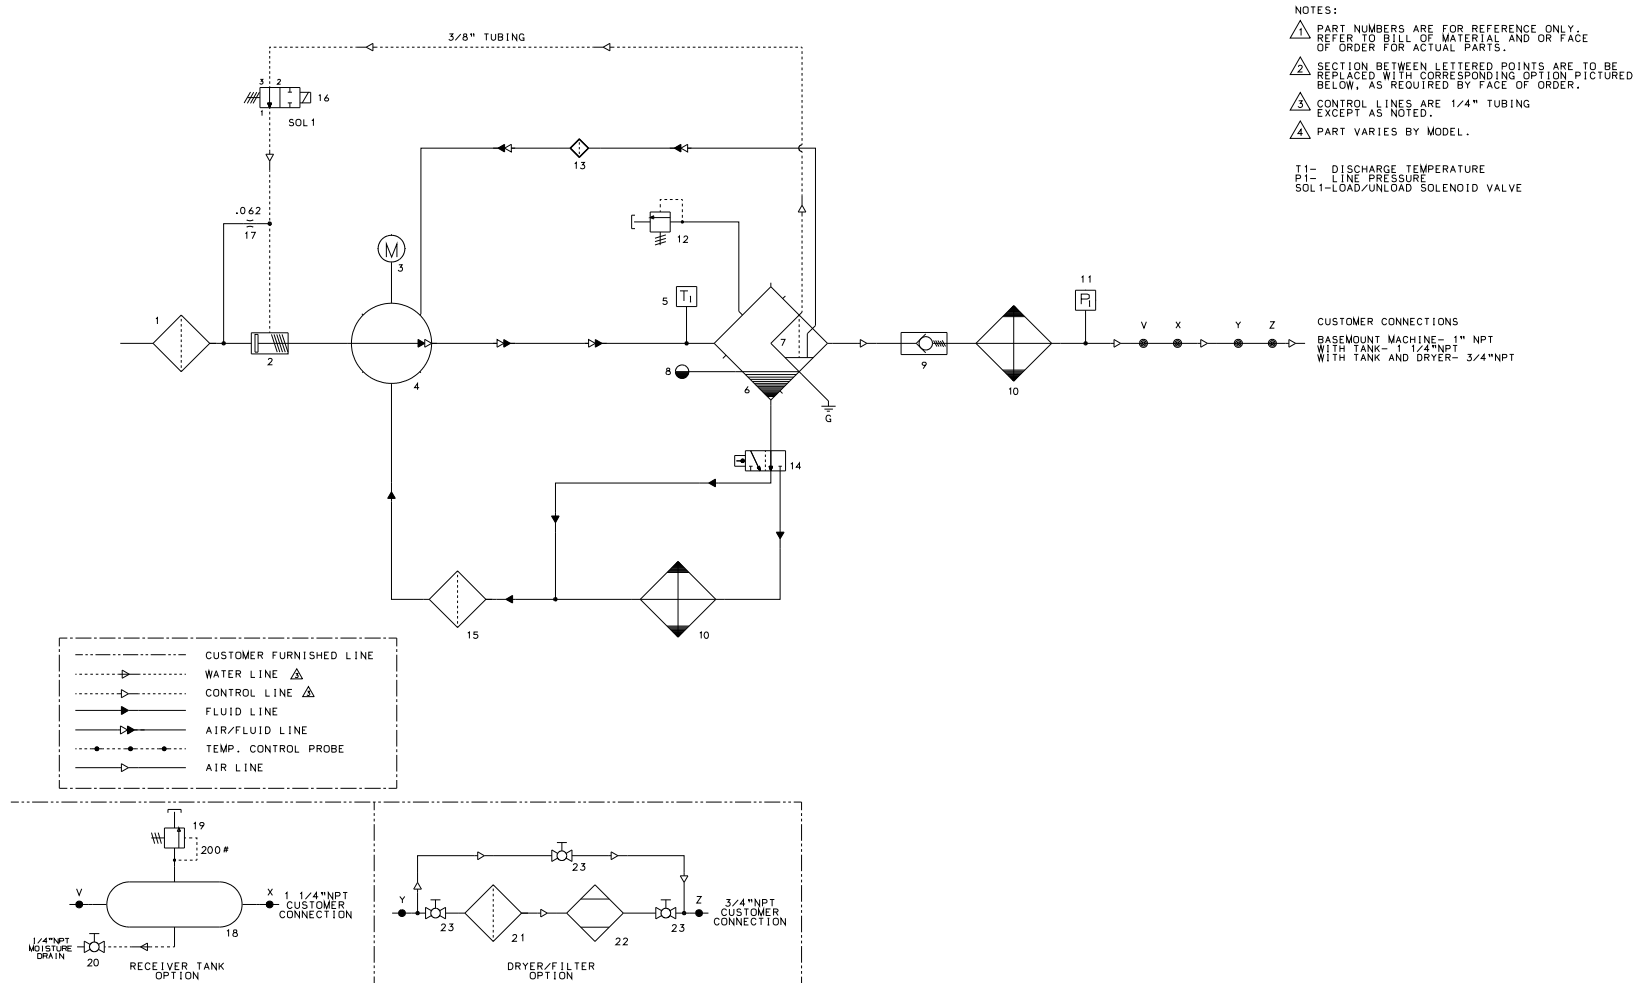 NOTES:
1 PART NUMBERS ARE FOR REFERENCE ONLY.
REFER TO BILL OF MATERIAL AND OR FACE
OF ORDER FOR ACTUAL PARTS.
2 SECTION BETWEEN LETTERED POINTS ARE TO BE
REPLACED WITH CORRESPONDING OPTION PICTURED
BELOW, AS REQUIRED BY FACE OF ORDER.
3 CONTROL LINES ARE 1/4" TUBING
EXCEPT AS NOTED.
4 PART VARIES BY MODEL.
T1- DISCHARGE TEMPERATURE
P1- LINE PRESSURE
SOL1-LOAD/UNLOAD SOLENOID VALVE
3/8" TUBING
3 2
16
1
SOL1
13
.062
17
12
M
3
11
5
T1
P1
1
2
4
7
8
6
G
9
10
V X Y Z
CUSTOMER CONNECTIONS
BASEMOUNT MACHINE- 1" NPT
WITH TANK- 1 1/4"NPT
WITH TANK AND DRYER- 3/4"NPT
14
15
10
CUSTOMER FURNISHED LINE
WATER LINE 3
CONTROL LINE 3
FLUID LINE
AIR/FLUID LINE
TEMP. CONTROL PROBE
AIR LINE
19
200#
V
X
1 1/4"NPT
CUSTOMER
CONNECTION
18
1/4"NPT
MOISTURE
DRAIN
20
RECEIVER TANK
OPTION
23
Y
Z
3/4"NPT
CUSTOMER
CONNECTION
23
21
22
23
DRYER/FILTER
OPTION